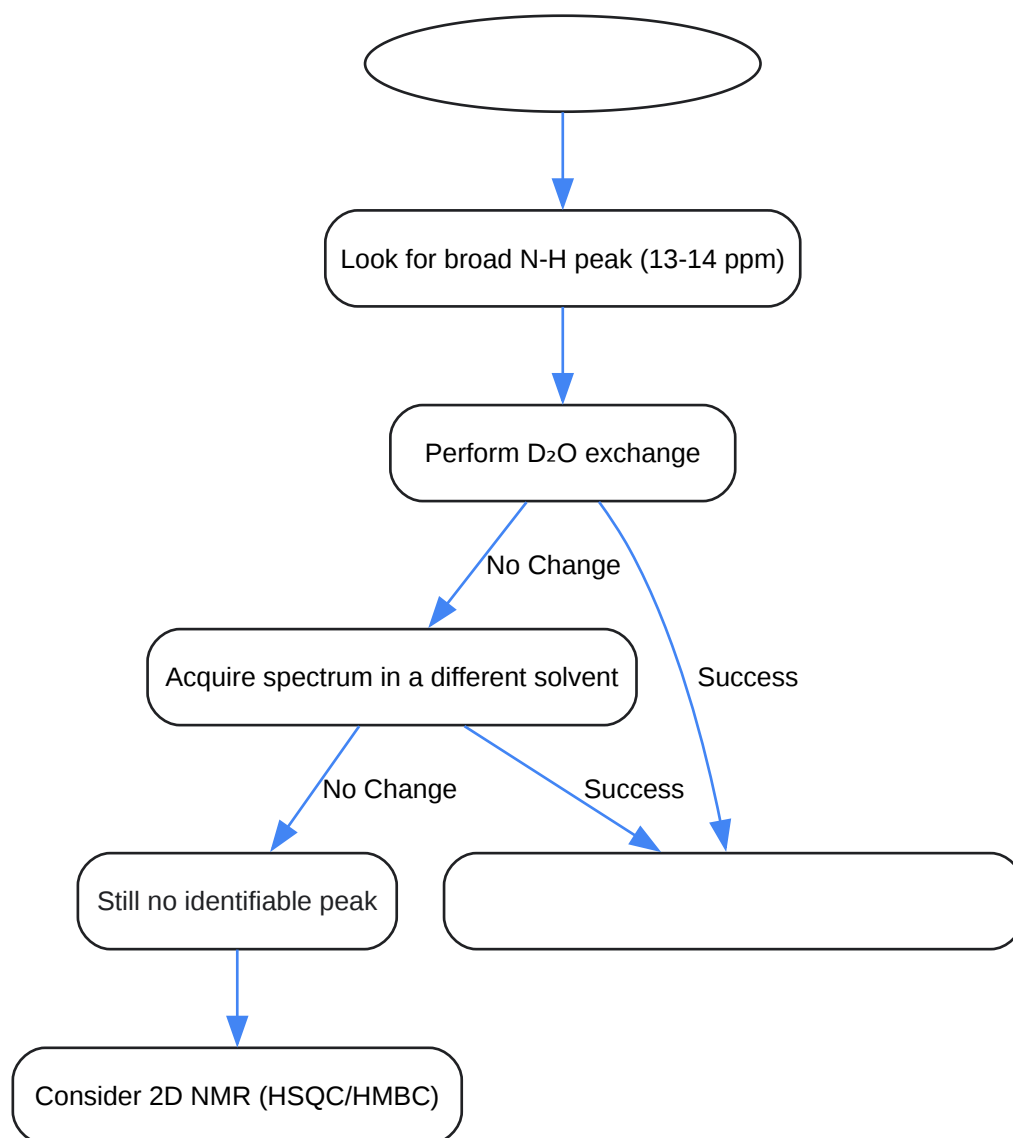 Look for broad N-H peak (13-14 ppm)
Perform D₂O exchange
No Change
Acquire spectrum in a different solvent
Success
No Change
Success
Still no identifiable peak
Consider 2D NMR (HSQC/HMBC)